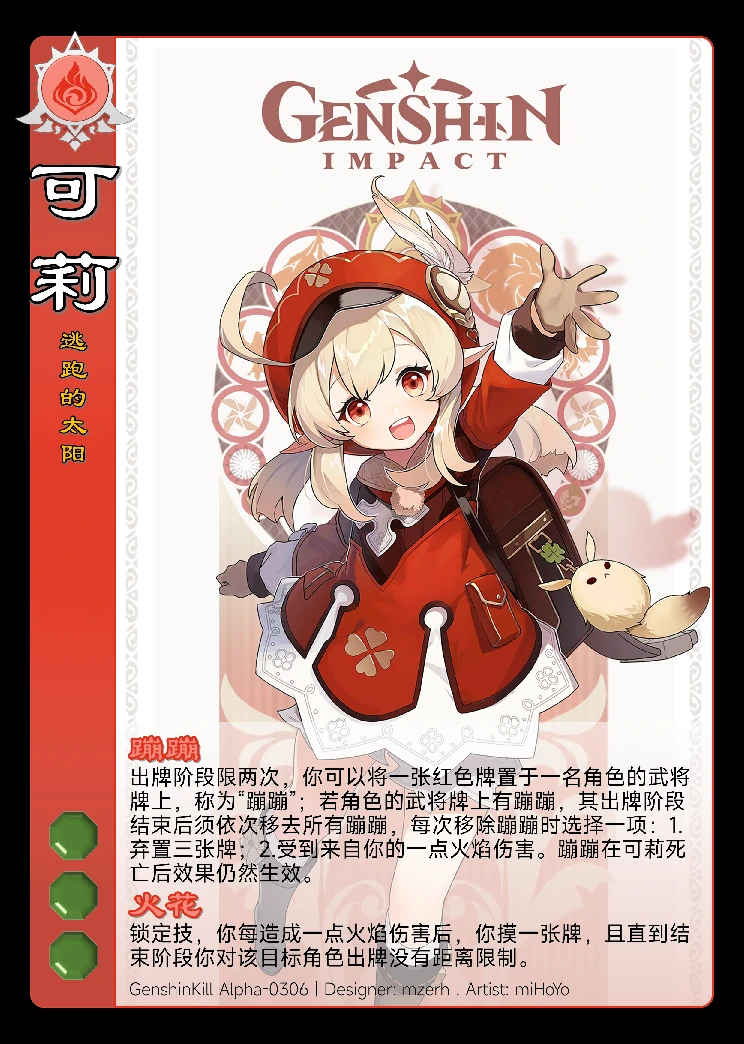 GENSHIN
IMPACT
可莉
逃跑的太阳
蹦蹦
出牌阶段限两次，你可以将一张红色牌置于一名角色的武将
牌上，称为“蹦蹦”；若角色的武将牌上有蹦蹦，其出牌阶段
结束后须依次移去所有蹦蹦，每次移除蹦蹦时选择一项：1.
弃置三张牌；2.受到来自你的一点火焰伤害。蹦蹦在可莉死
亡后效果仍然生效。
火花
锁定技，你每造成一点火焰伤害后，你摸一张牌，且直到结
束阶段你对该目标角色出牌没有距离限制。
GenshinKill Alpha-0306 | Designer: mzerh . Artist: miHoYo